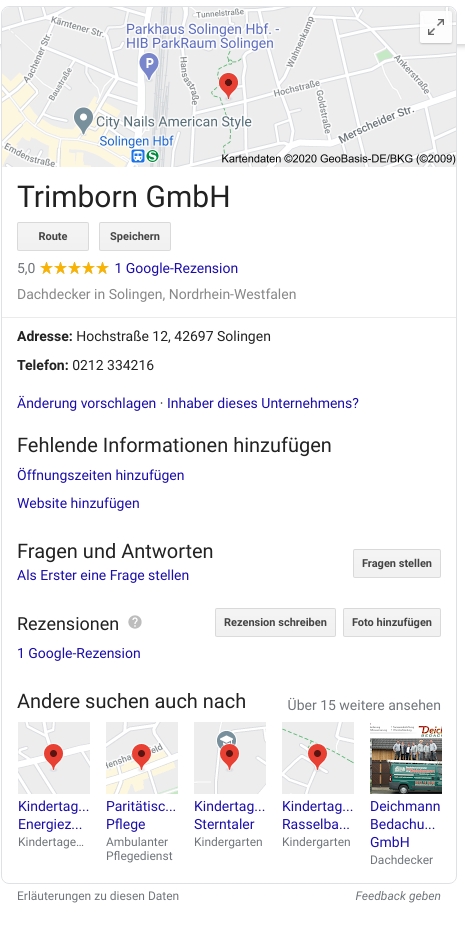 Tunnelstraße
Kärntener Str.
Parkhaus Solingen Hbf. -
HIB ParkRaum Solingen
Wahnenkamp
Aachener Str.
Baustraße
P
Hansastraße
Ankerstraße
Hochstraße
Goldstraße
City Nails American Style
Merscheider Str.
Solingen Hbf
S
Emdenstraße
Kartendaten ©2020 GeoBasis-DE/BKG (©2009)
Trimborn GmbH
Route Speichern
5,0 ★★★★★ 1 Google-Rezension
Dachdecker in Solingen, Nordrhein-Westfalen
Adresse: Hochstraße 12, 42697 Solingen
Telefon: 0212 334216
Änderung vorschlagen · Inhaber dieses Unternehmens?
Fehlende Informationen hinzufügen
Öffnungszeiten hinzufügen
Website hinzufügen
Fragen und Antworten
Fragen stellen
Als Erster eine Frage stellen
Rezensionen ? Rezension schreiben Foto hinzufügen
1 Google-Rezension
Andere suchen auch nach Über 15 weitere ansehen
Kindertag... Paritätisc... Kindertag... Kindertag... Deichmann
Energiez... Pflege Sterntaler Rasselba... Bedachu...
Kindertage... Ambulanter Kindergarten Kindergarten GmbH
Pflegedienst Dachdecker
Erläuterungen zu diesen Daten Feedback geben